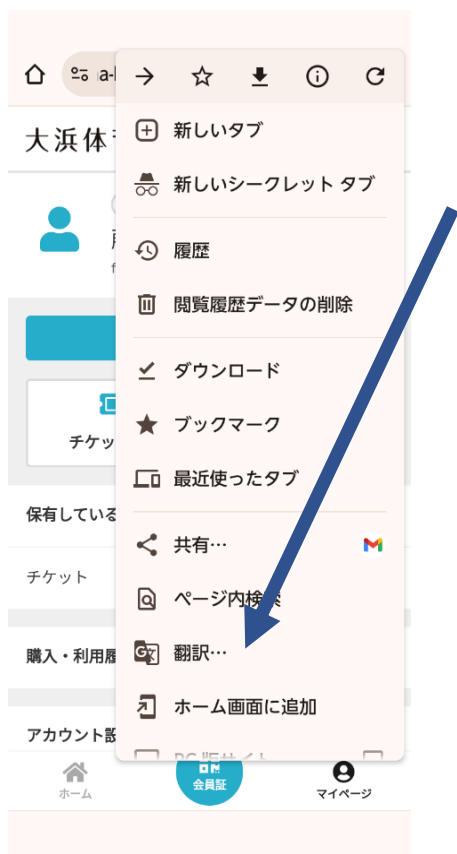 a-l
新しいタブ
大浜体
新しいシークレット タブ
履歴
閲覧履歴データの削除
ダウンロード
ブックマーク
チケッ
最近使ったタブ
保有している
共有…
チケット
ページ内検索
購入・利用履
翻訳…
ホーム画面に追加
アカウント設
PC 版サイト
ホーム
会員証
マイページ